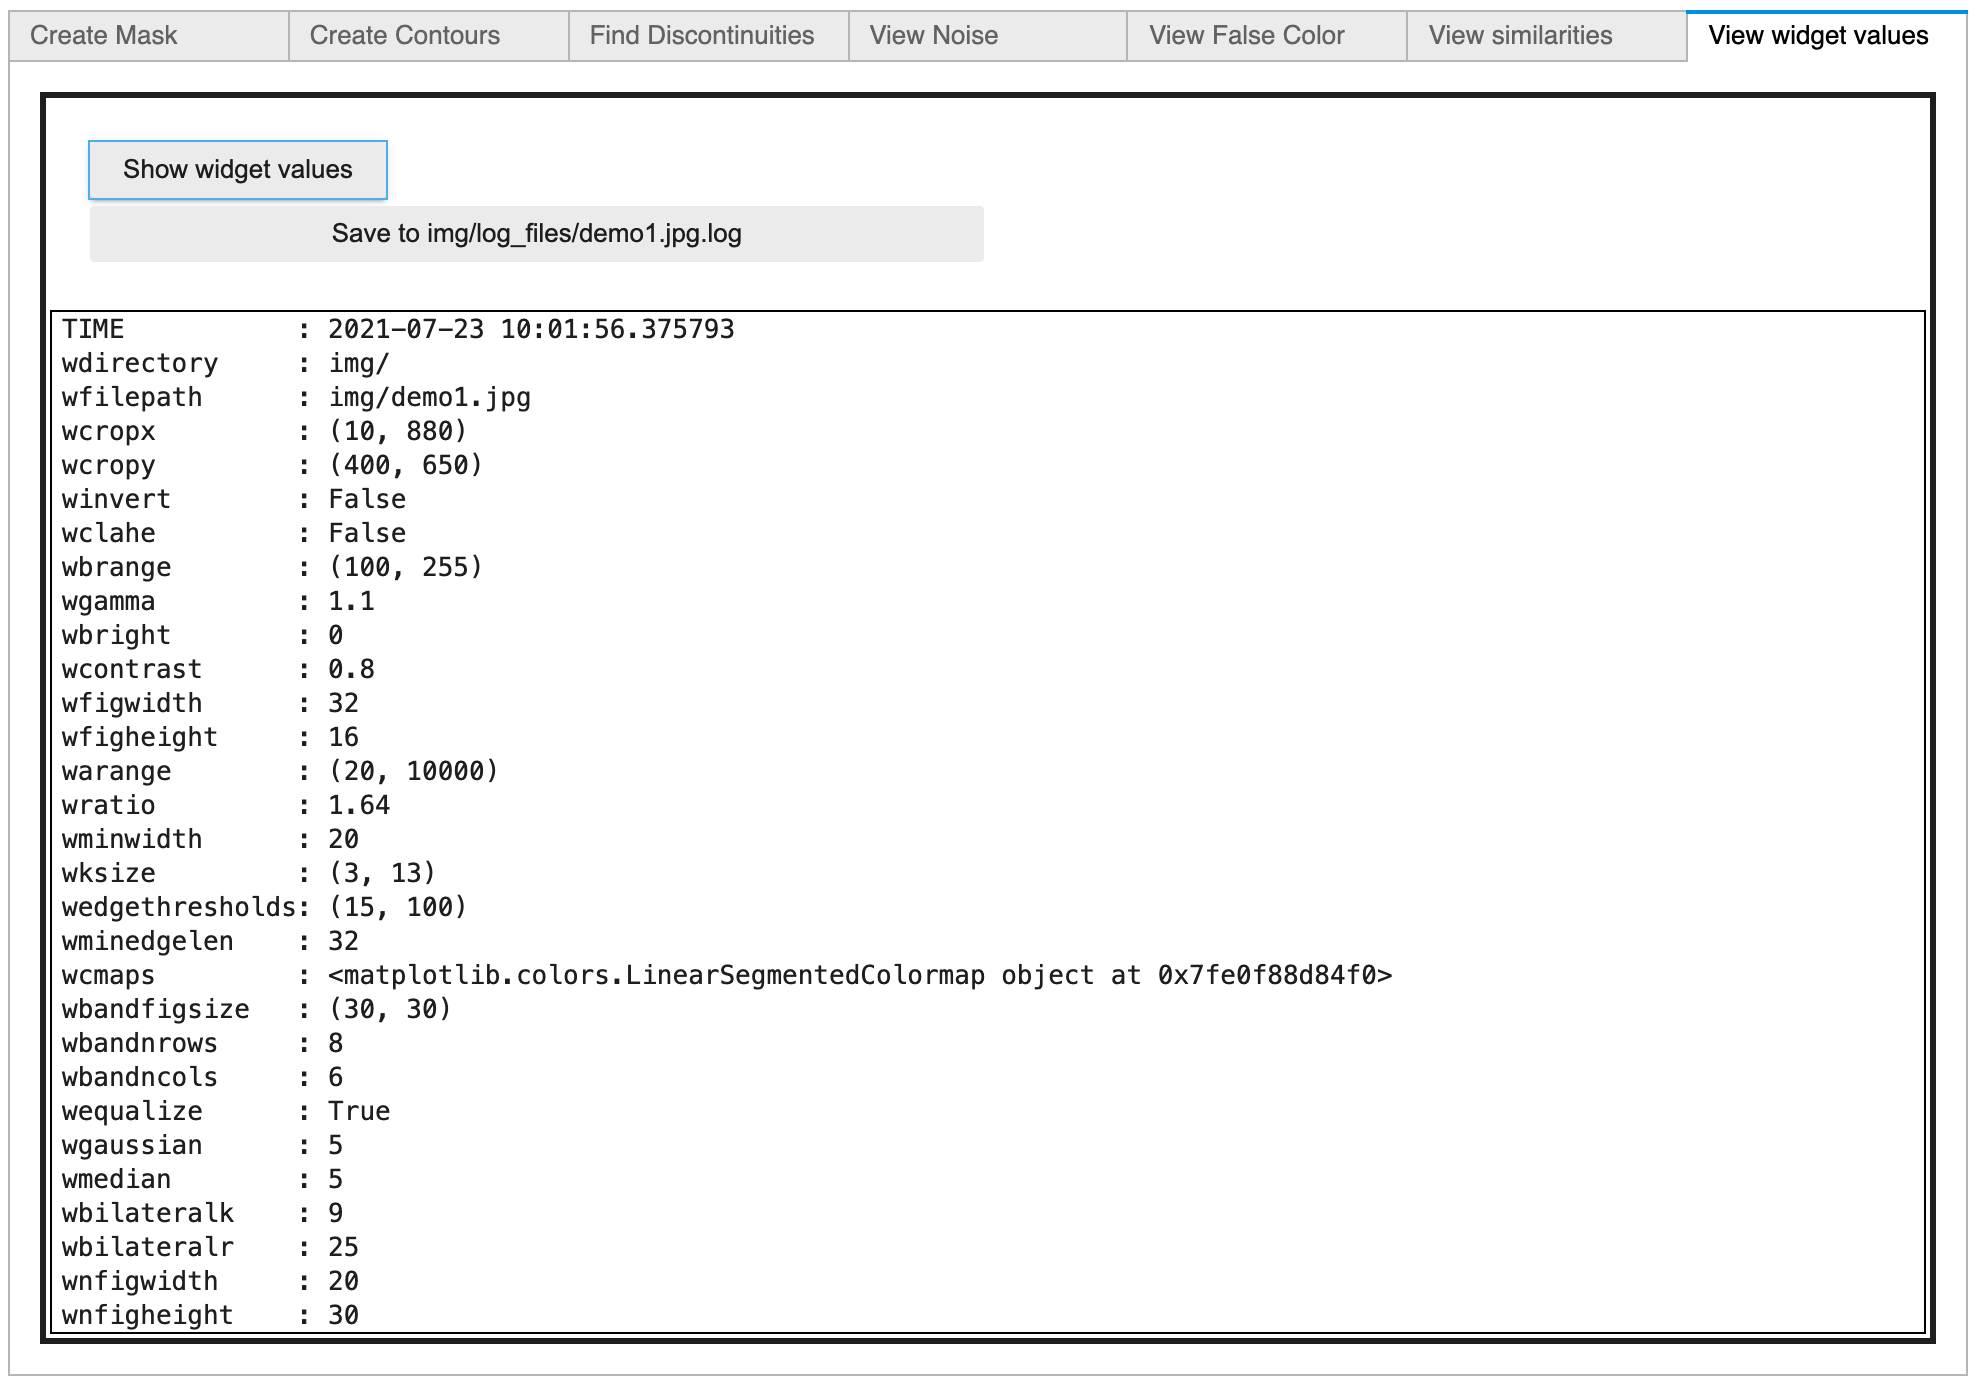 Create Mask Create Contours Find Discontinuities View Noise View False Color View similarities View widget values
Show widget values
Save to img/log_files/demo1.jpg.log
TIME           : 2021-07-23 10:01:56.375793
wdirectory     : img/
wfilepath      : img/demo1.jpg
wcropx         : (10, 880)
wcropy         : (400, 650)
winvert        : False
wclahe         : False
wbrange        : (100, 255)
wgamma         : 1.1
wbright        : 0
wcontrast      : 0.8
wfigwidth      : 32
wfigheight     : 16
warange        : (20, 10000)
wratio         : 1.64
wminwidth      : 20
wksize         : (3, 13)
wedgethresholds: (15, 100)
wminedgelen    : 32
wcmaps         : <matplotlib.colors.LinearSegmentedColormap object at 0x7fe0f88d84f0>
wbandfigsize   : (30, 30)
wbandnrows     : 8
wbandncols     : 6
wequalize      : True
wgaussian      : 5
wmedian        : 5
wbilateralk    : 9
wbilateralr    : 25
wnfigwidth     : 20
wnfigheight    : 30